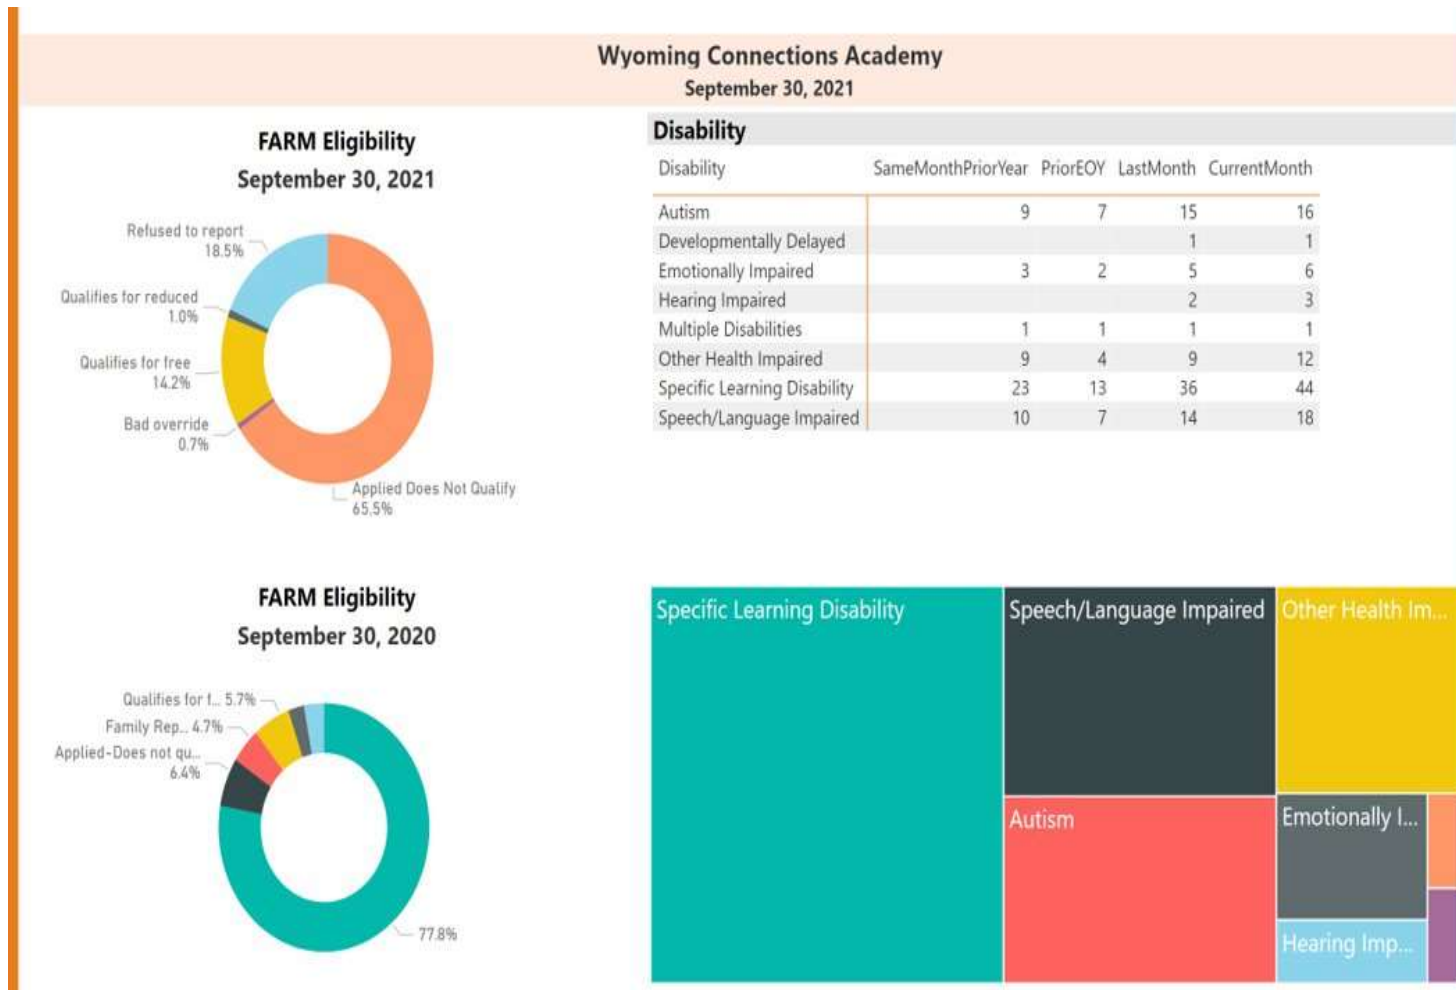 Wyoming Connections Academy
September 30, 2021
FARM Eligibility
September 30, 2021
Refused to report
18.5%
Qualifies for reduced
1.0%
Qualifies for free
14.2%
Bad override
0.7%
Applied Does Not Qualify
65.5%
Disability
Disability SameMonthPriorYear PriorEOY LastMonth CurrentMonth
Autism 9 7 15 16
Developmentally Delayed 1 1
Emotionally Impaired 3 2 5 6
Hearing Impaired 2 3
Multiple Disabilities 1 1 1 1
Other Health Impaired 9 4 9 12
Specific Learning Disability 23 13 36 44
Speech/Language Impaired 10 7 14 18
FARM Eligibility
September 30, 2020
Qualifies for f... 5.7%
Family Rep... 4.7%
Applied-Does not qu...
6.4%
77.8%
Specific Learning Disability
Speech/Language Impaired
Other Health Im...
Autism
Emotionally I...
Hearing Imp...